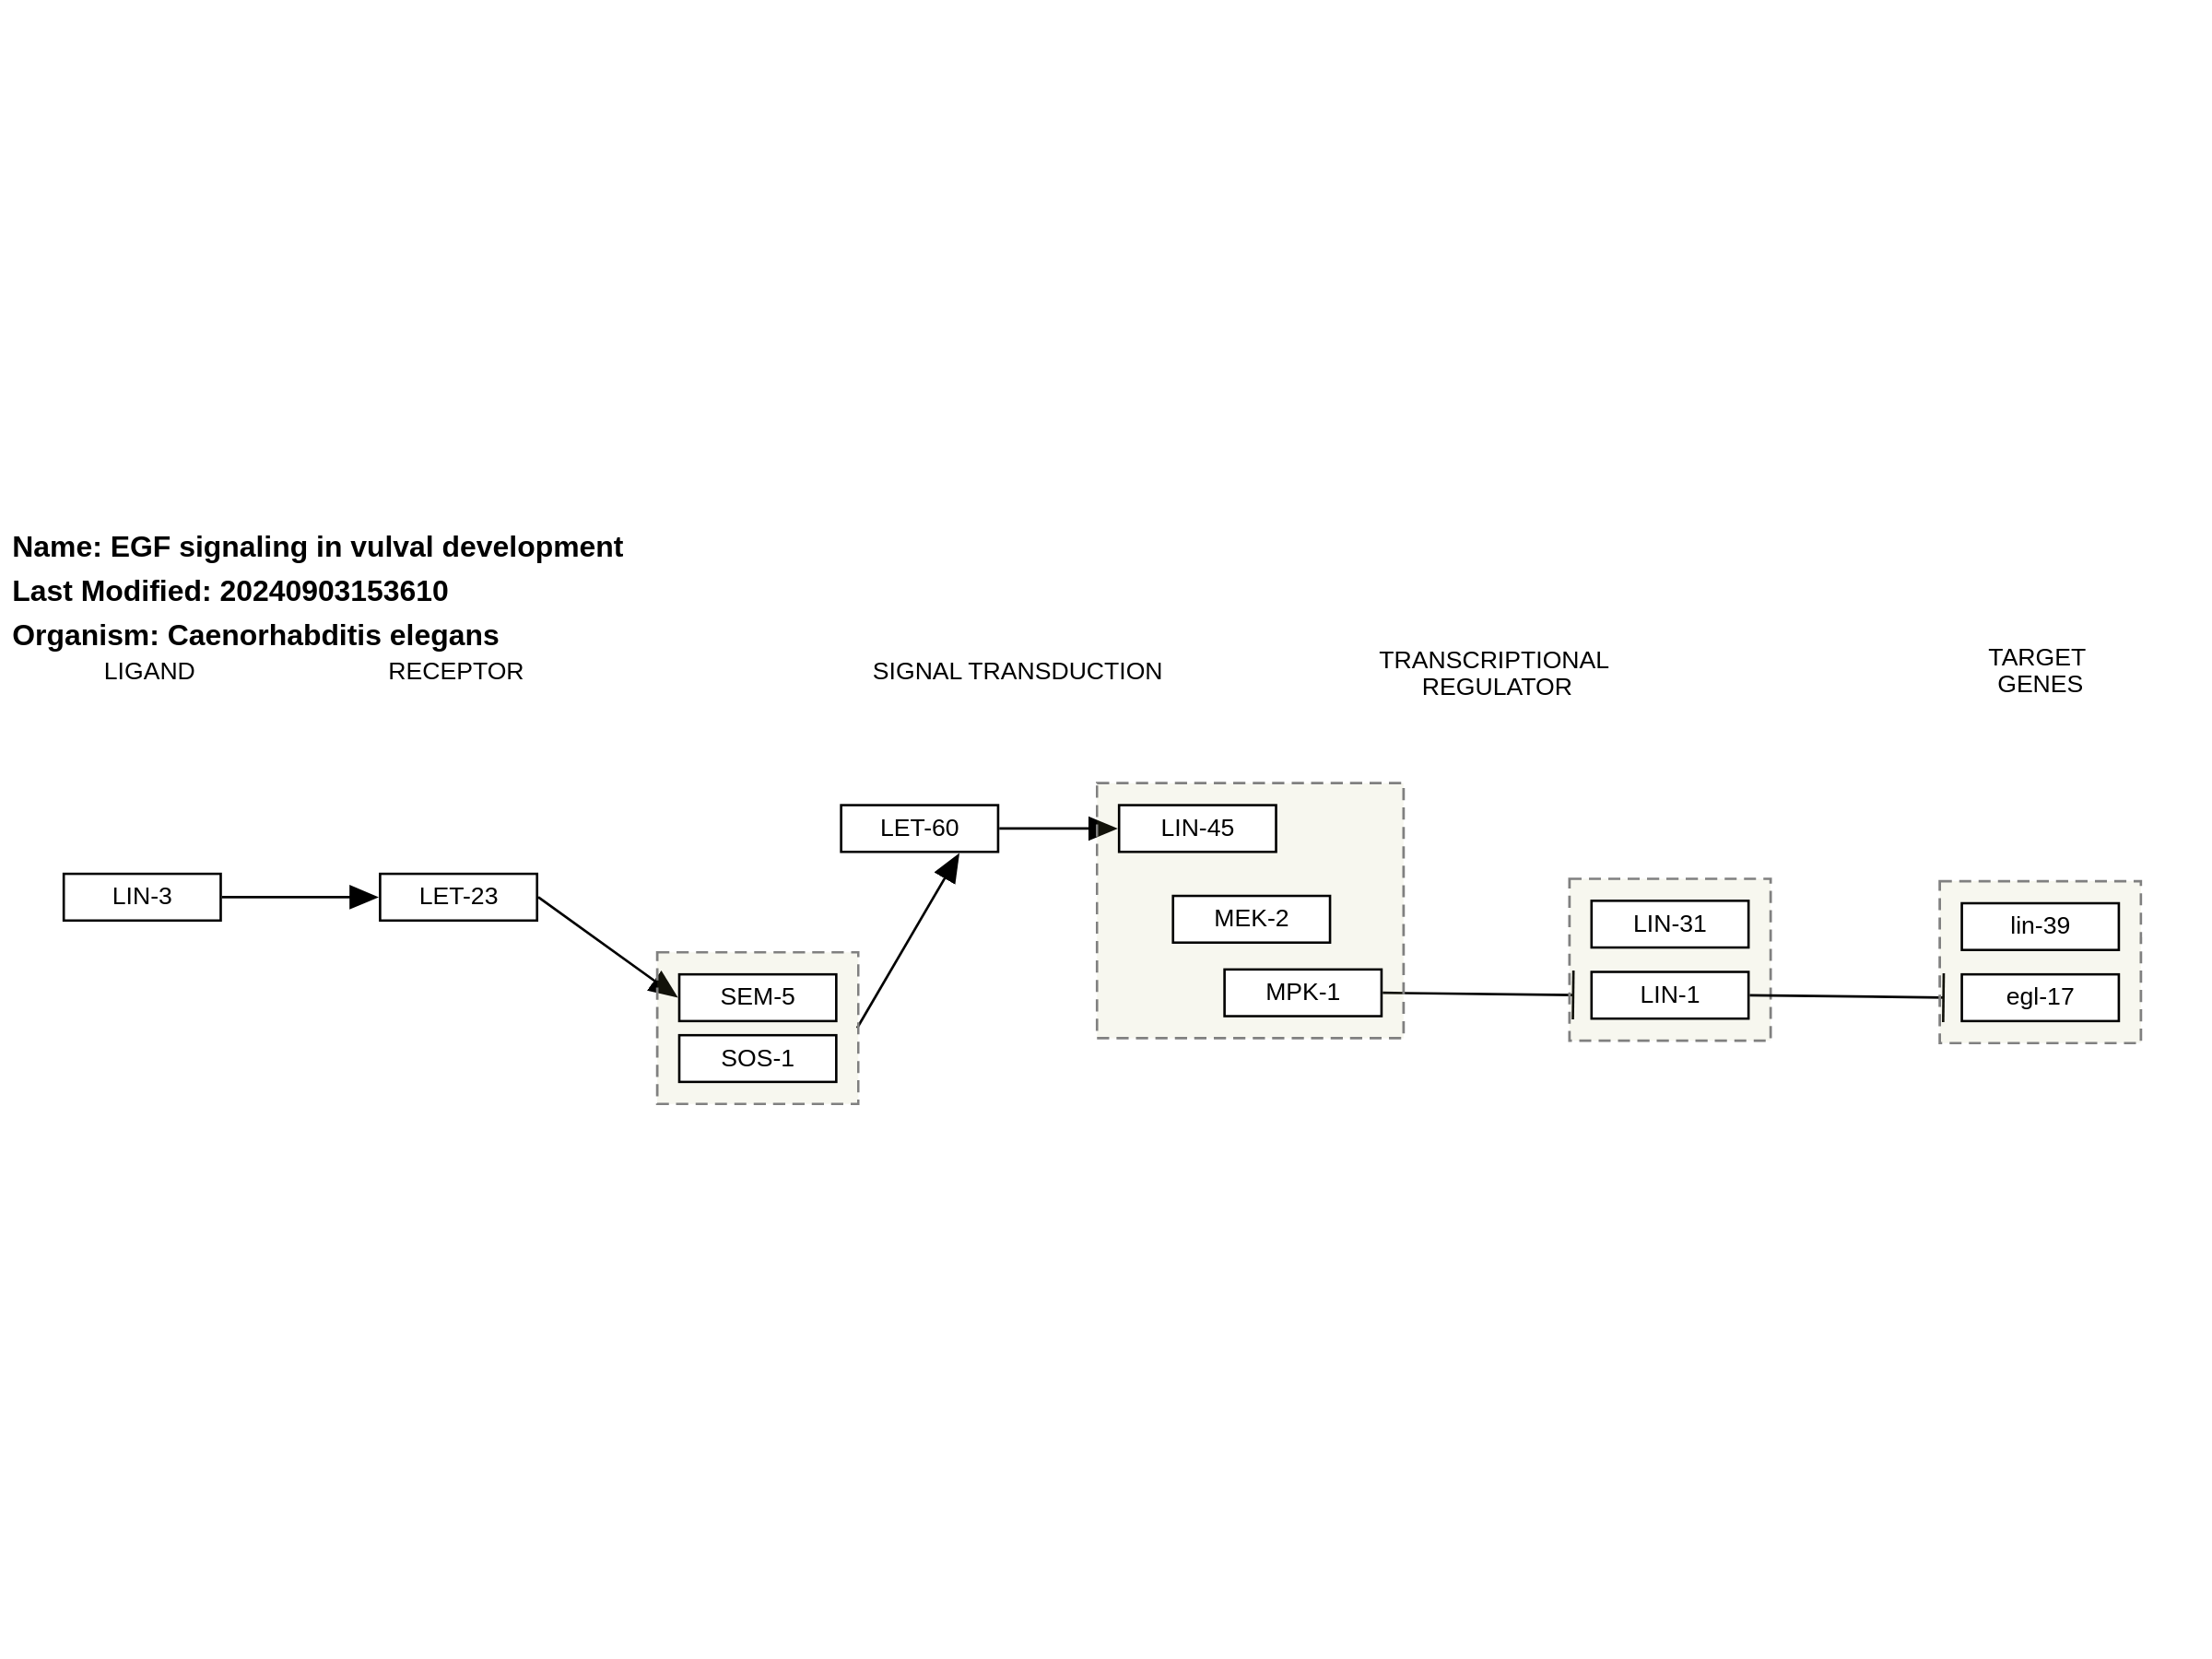 Name: EGF signaling in vulval development
Last Modified: 20240903153610
Organism: Caenorhabditis elegans
LIGAND
RECEPTOR
SIGNAL TRANSDUCTION
TRANSCRIPTIONAL
REGULATOR
TARGET
GENES
LIN-3
LET-23
SEM-5
SOS-1
LET-60
LIN-45
MEK-2
MPK-1
LIN-31
LIN-1
lin-39
egl-17